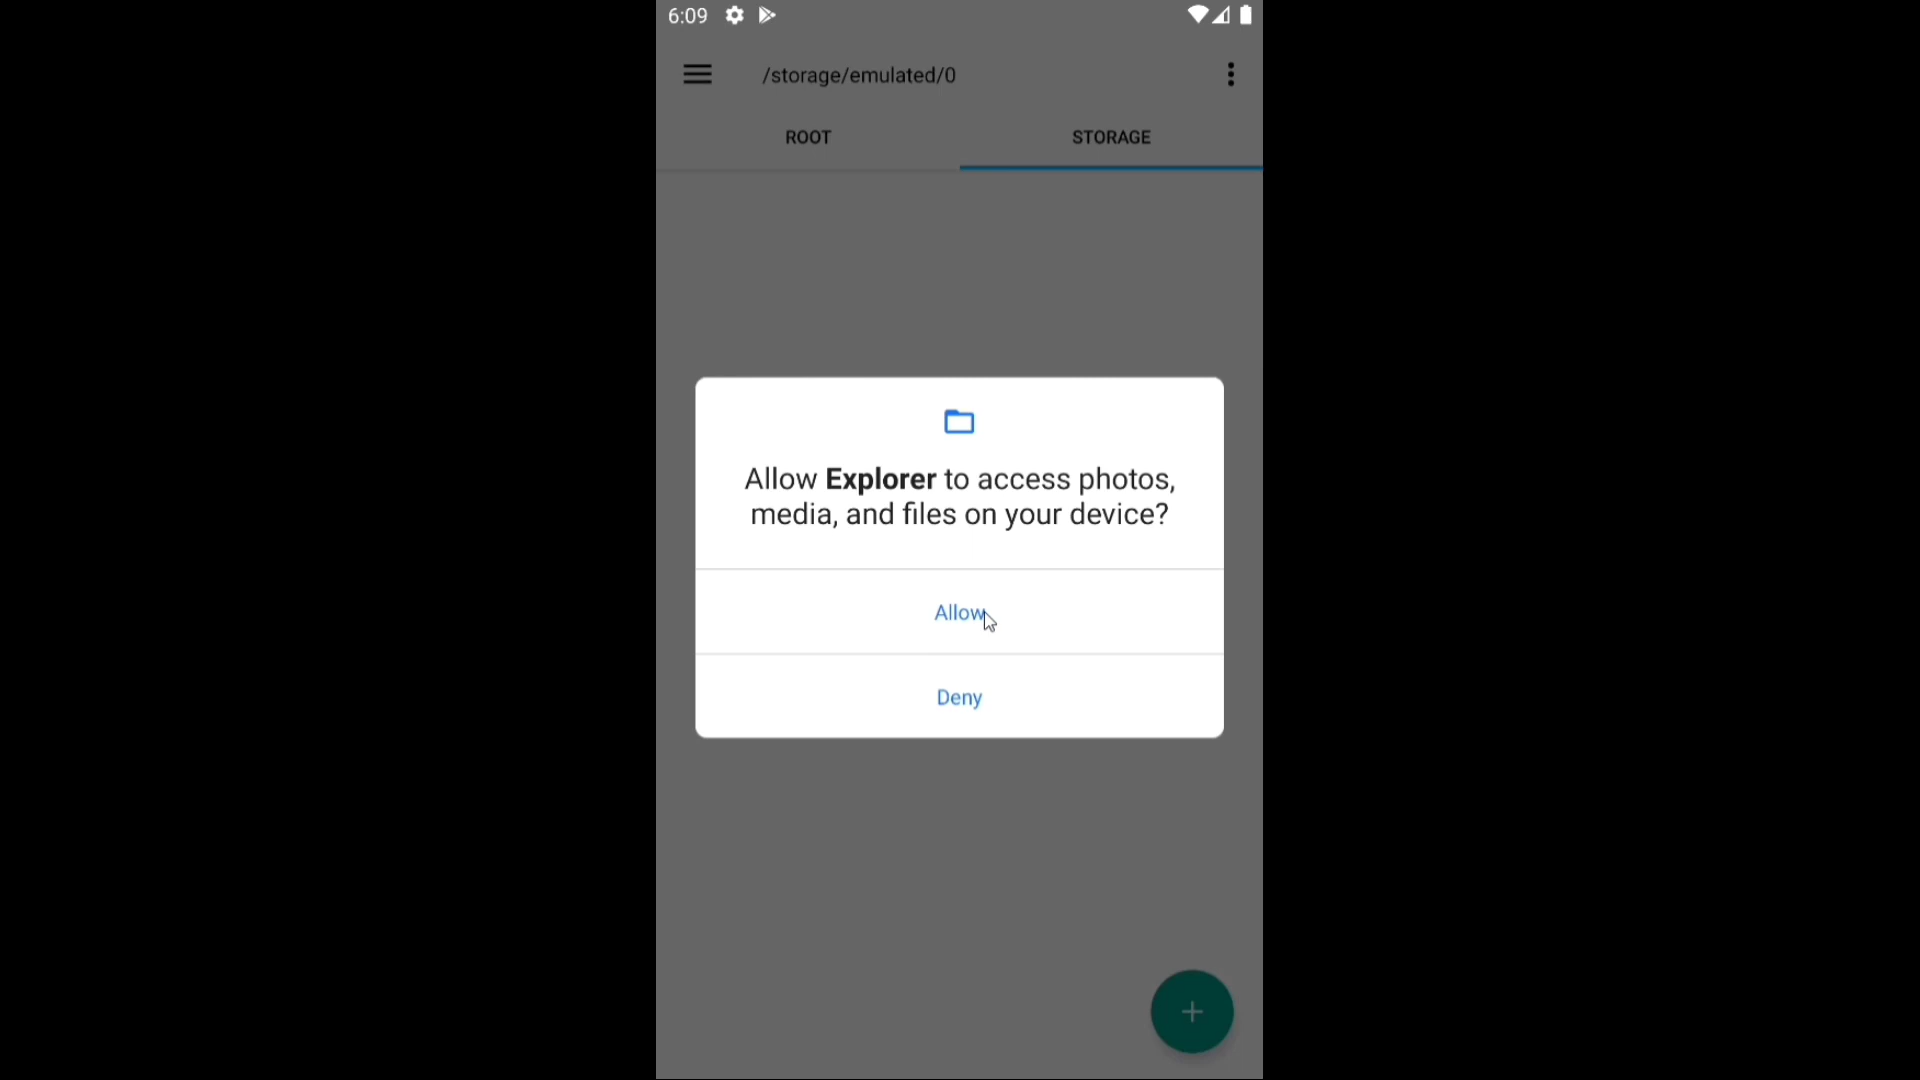 6:09
/storage/emulated/0
ROOT
STORAGE
Allow Explorer to access photos,
media, and files on your device?
Allow
Deny